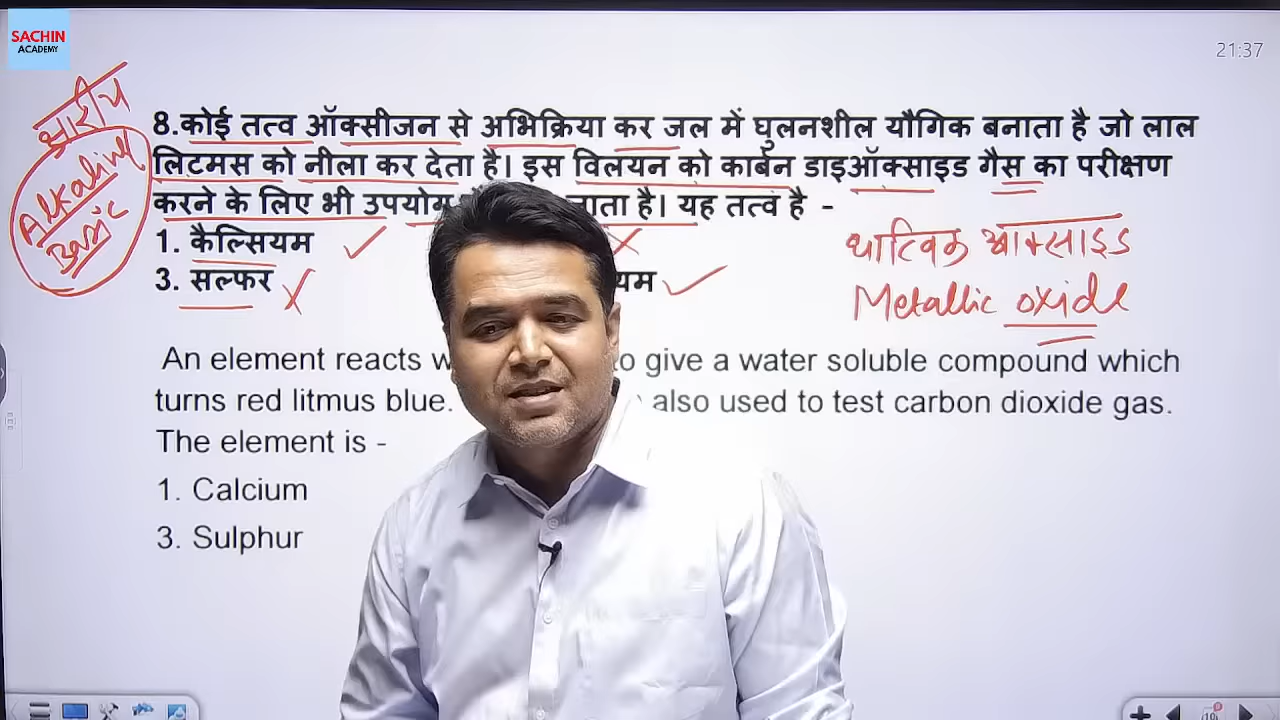 SACHIN
ACADEMY
21:37
क्षारीय
Alkaline
Basic
8.कोई तत्व ऑक्सीजन से अभिक्रिया कर जल में घुलनशील यौगिक बनाता है जो लाल
लिटमस को नीला कर देता है। इस विलयन को कार्बन डाइऑक्साइड गैस का परीक्षण
करने के लिए भी उपयोग नाता है। यह तत्व है -
1. कैल्सियम
3. सल्फर यम
धात्विक आक्साइड
Metallic oxide
An element reacts to give a water soluble compound which
turns red litmus blue. also used to test carbon dioxide gas.
The element is -
1. Calcium
3. Sulphur